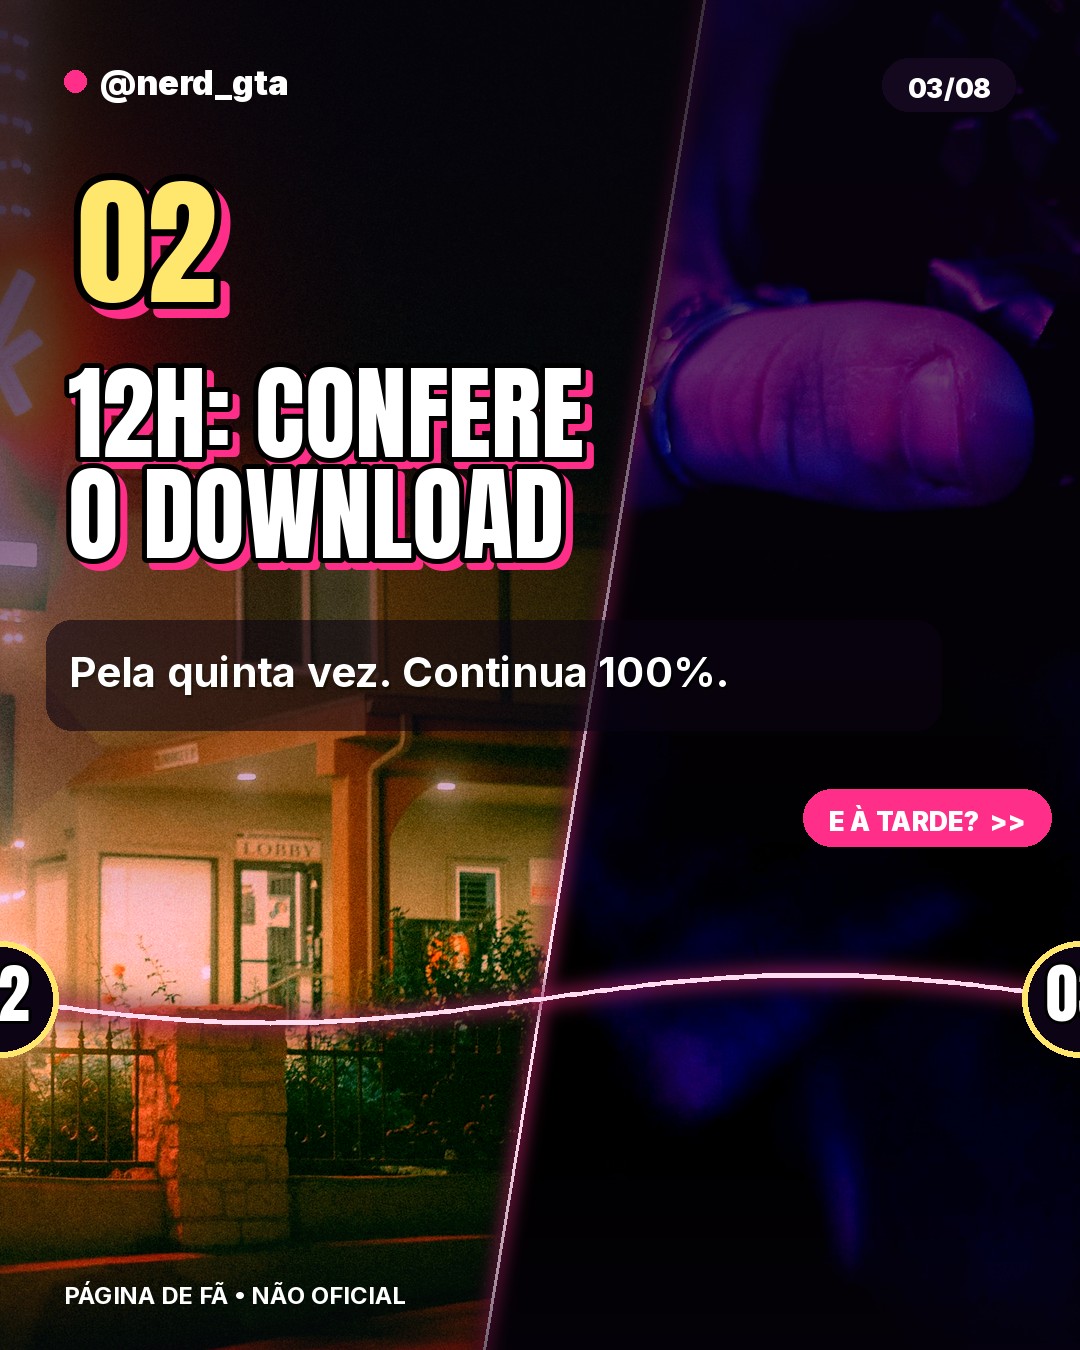 @nerd_gta
03/08
02
12H: CONFERE
O DOWNLOAD
Pela quinta vez. Continua 100%.
LOBBY
E À TARDE? >>
2
0
PÁGINA DE FÃ • NÃO OFICIAL